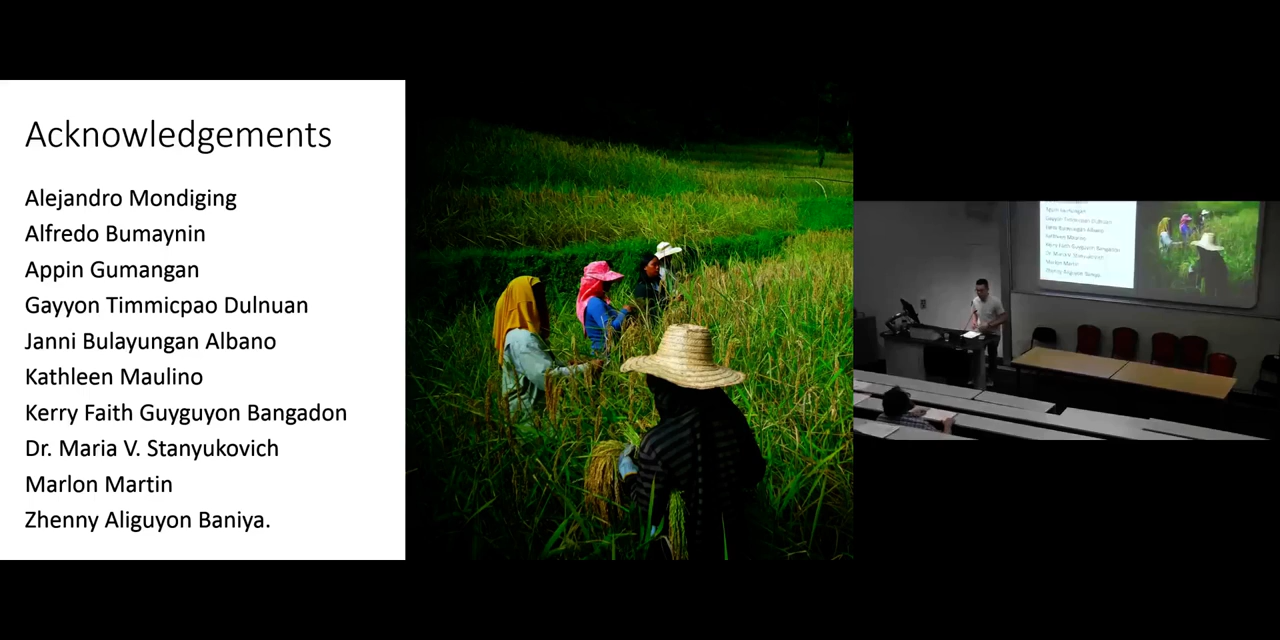 Acknowledgements
Alejandro Mondiging
Alfredo Bumaynin
Appin Gumangan
Gayyon Timmicpao Dulnuan
Janni Bulayungan Albano
Kathleen Maulino
Kerry Faith Guyguyon Bangadon
Dr. Maria V. Stanyukovich
Marlon Martin
Zhenny Aliguyon Baniya.